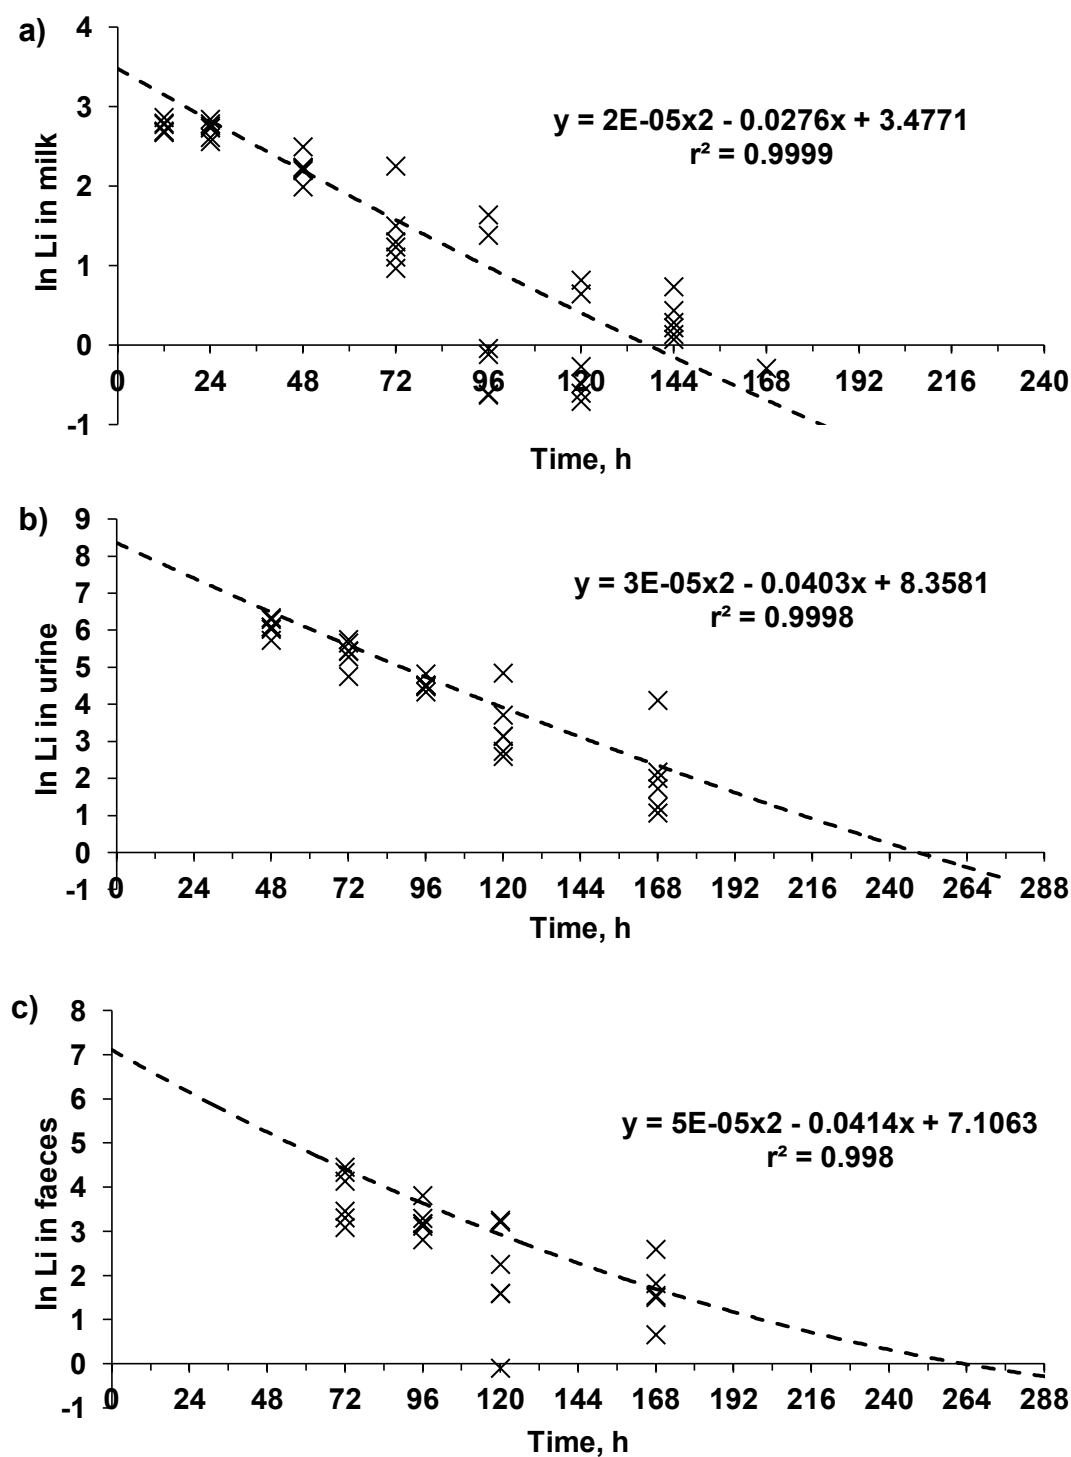 a)
4
3
2
1
0
-1
ln Li in milk
y = 2E-05x2 - 0.0276x + 3.4771
r² = 0.9999
0 24 48 72 96 120 144 168 192 216 240
Time, h
b)
9
8
7
6
5
4
3
2
1
0
-1
ln Li in urine
y = 3E-05x2 - 0.0403x + 8.3581
r² = 0.9998
0 24 48 72 96 120 144 168 192 216 240 264 288
Time, h
c)
8
7
6
5
4
3
2
1
0
-1
ln Li in faeces
y = 5E-05x2 - 0.0414x + 7.1063
r² = 0.998
0 24 48 72 96 120 144 168 192 216 240 264 288
Time, h